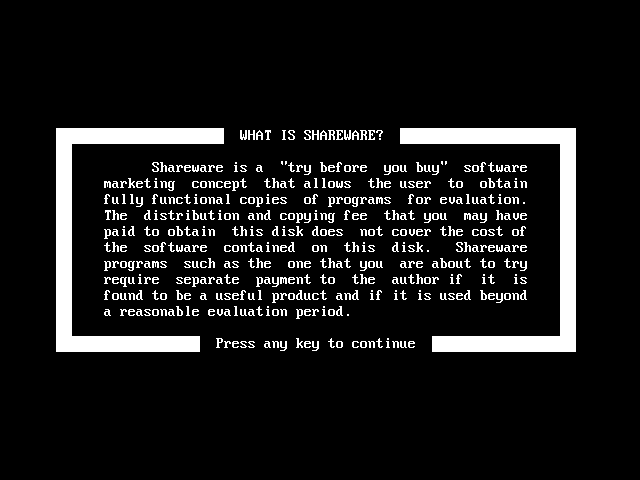 WHAT IS SHAREWARE?
Shareware is a "try before you buy" software
marketing concept that allows the user to obtain
fully functional copies of programs for evaluation.
The distribution and copying fee that you may have
paid to obtain this disk does not cover the cost of
the software contained on this disk. Shareware
programs such as the one that you are about to try
require separate payment to the author if it is
found to be a useful product and if it is used beyond
a reasonable evaluation period.
Press any key to continue